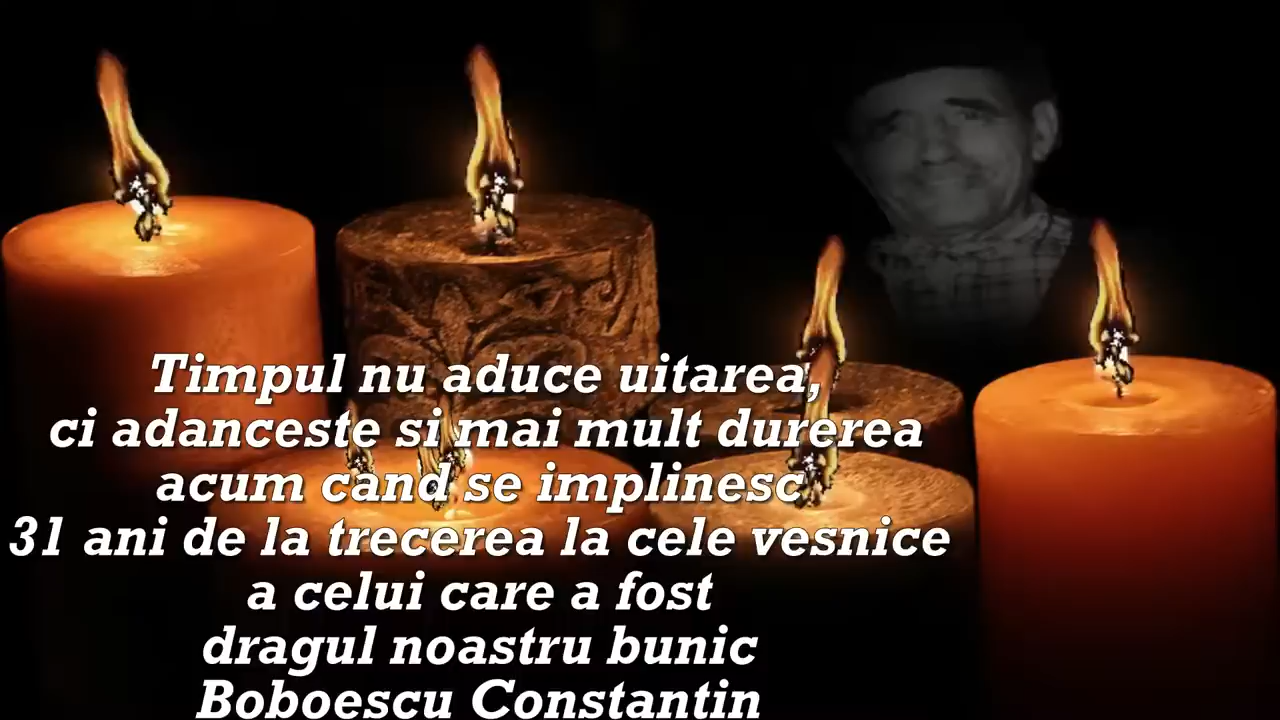 Timpul nu aduce uitarea,
ci adanceste si mai mult durerea
acum cand se implinesc
31 ani de la trecerea la cele vesnice
a celui care a fost
dragul noastru bunic
Boboescu Constantin